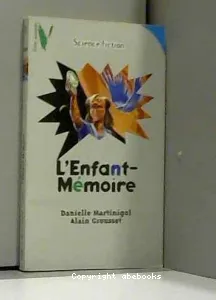 Science-fiction
L'Enfant-
Mémoire
Danielle Martinigol
Alain Grousset
Copyright abebooks